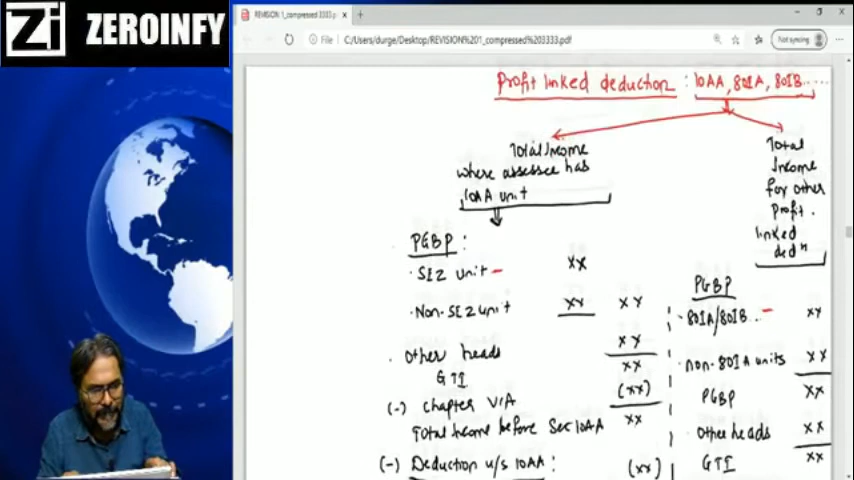 Zi ZEROINFY
REVISION 1_compressed 3333.pdf
File C:/Users/durge/Desktop/REVISION%201_compressed%203333.pdf
Not syncing
Profit linked deduction : 10AA, 80IA, 80IB.....
Total Income
where assessee has
10AA unit
PGBP :
• SEZ unit – xx
• Non-SEZ unit xx xx
• Other heads xx
GTI xx
(-) Chapter VIA (xx)
Total Income before Sec 10AA xx
(-) Deduction u/s 10AA : (xx)
Total
Income
for other
Profit.
linked
dedn
PGBP
• 80IA/80IB.. – xx
• non-80IA units xx
PGBP xx
• Other heads xx
GTI xx